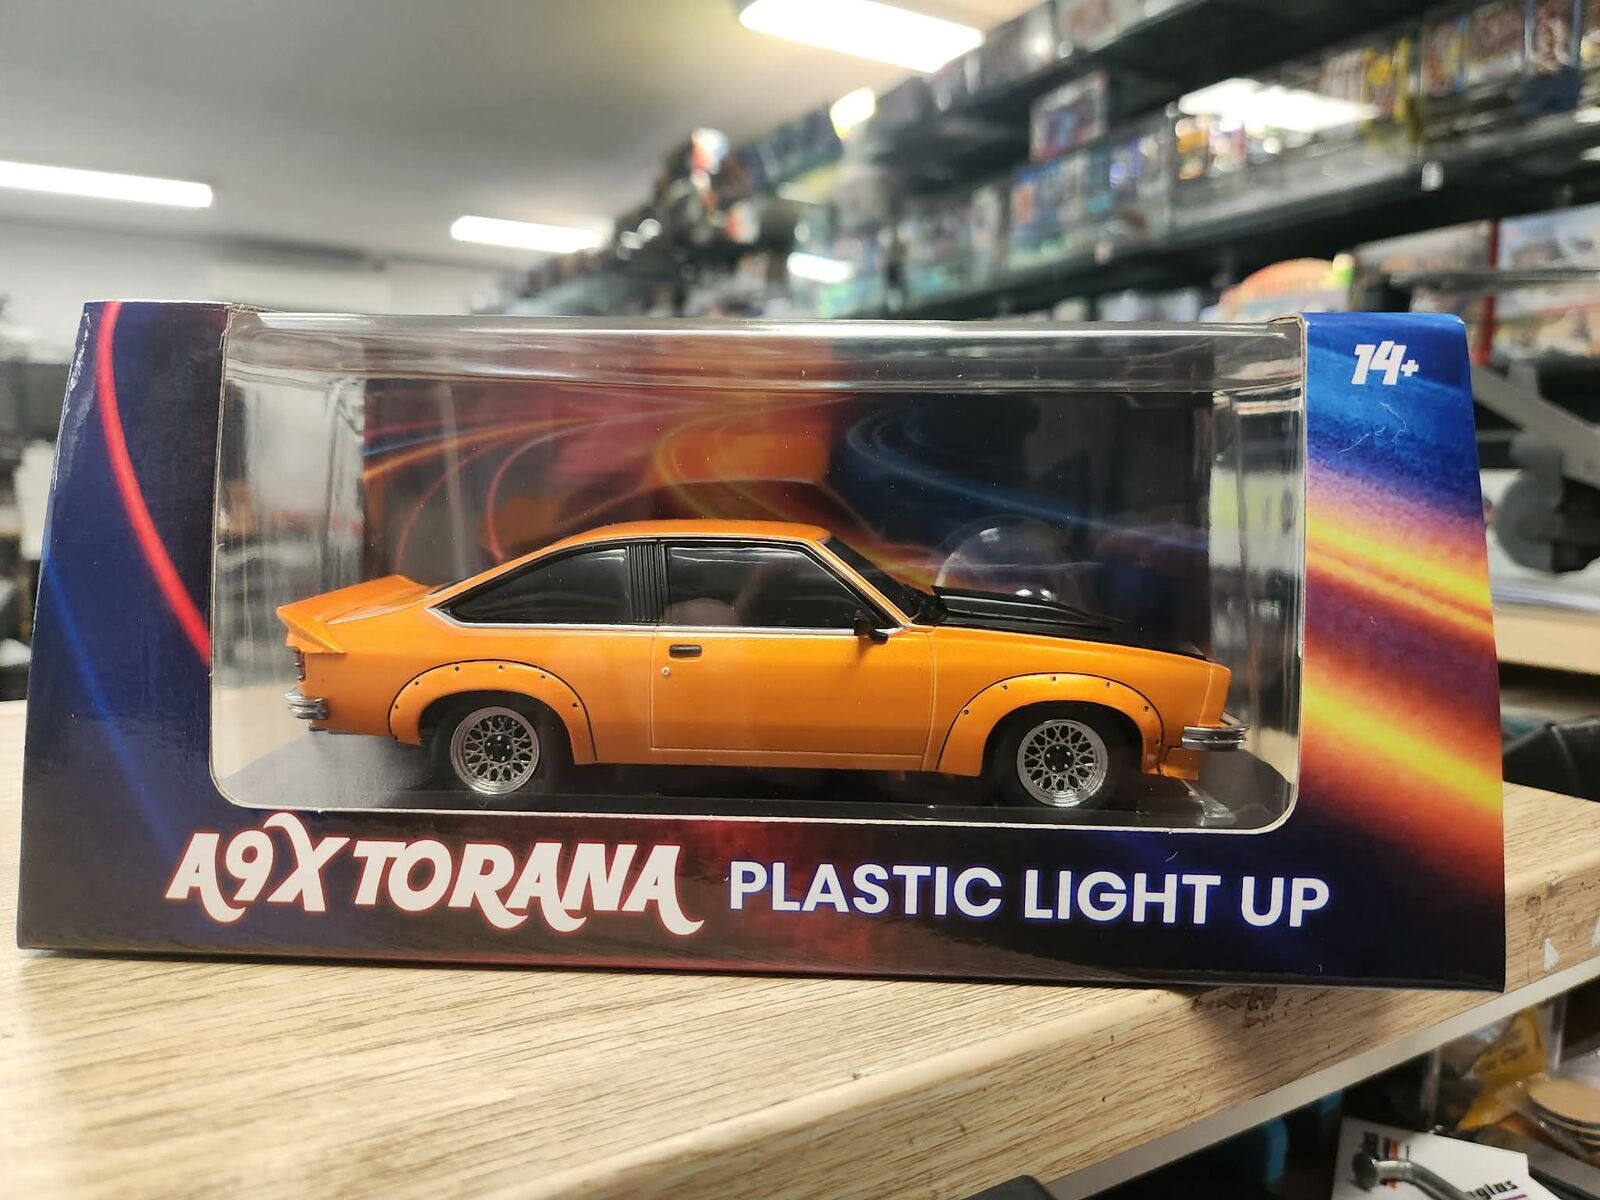 14+
A9X TORANA PLASTIC LIGHT UP